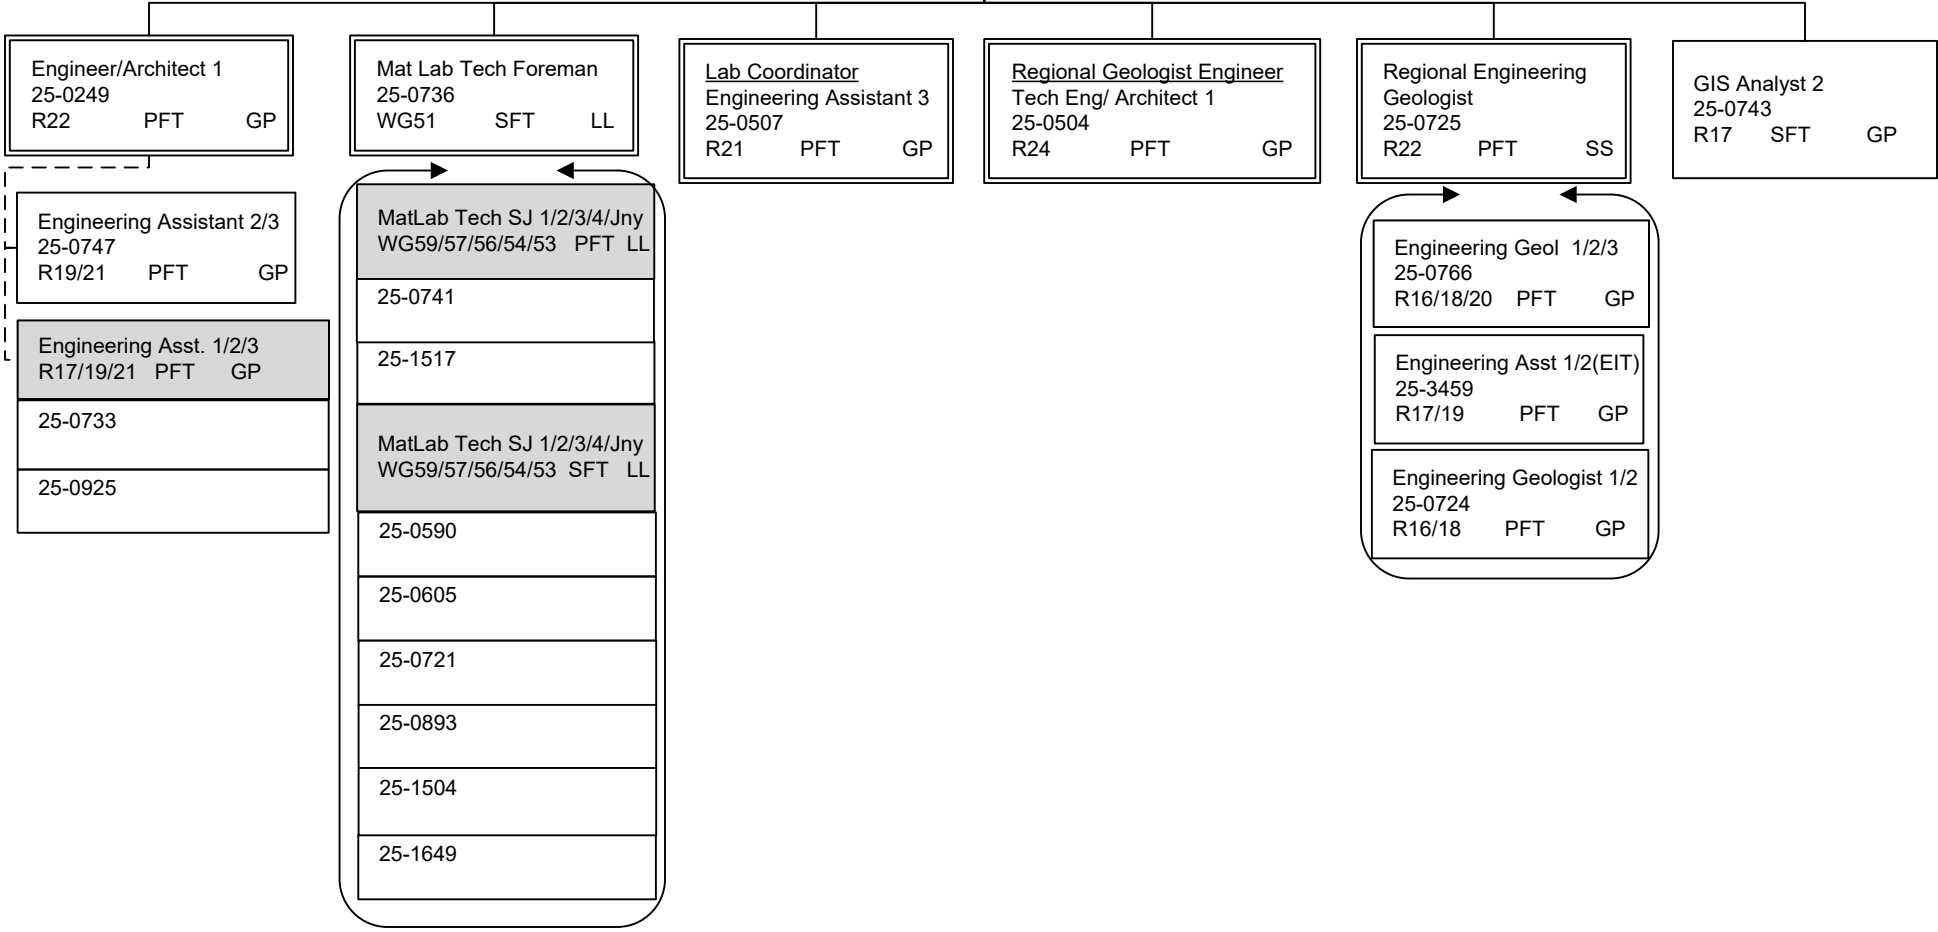 Engineer/Architect 1
25-0249
R22 PFT GP
Mat Lab Tech Foreman
25-0736
WG51 SFT LL
Lab Coordinator
Engineering Assistant 3
25-0507
R21 PFT GP
Regional Geologist Engineer
Tech Eng/ Architect 1
25-0504
R24 PFT GP
Regional Engineering
Geologist
25-0725
R22 PFT SS
GIS Analyst 2
25-0743
R17 SFT GP
Engineering Assistant 2/3
25-0747
R19/21 PFT GP
Engineering Asst. 1/2/3
R17/19/21 PFT GP
25-0733
25-0925
MatLab Tech SJ 1/2/3/4/Jny
WG59/57/56/54/53 PFT LL
25-0741
25-1517
MatLab Tech SJ 1/2/3/4/Jny
WG59/57/56/54/53 SFT LL
25-0590
25-0605
25-0721
25-0893
25-1504
25-1649
Engineering Geol 1/2/3
25-0766
R16/18/20 PFT GP
Engineering Asst 1/2(EIT)
25-3459
R17/19 PFT GP
Engineering Geologist 1/2
25-0724
R16/18 PFT GP